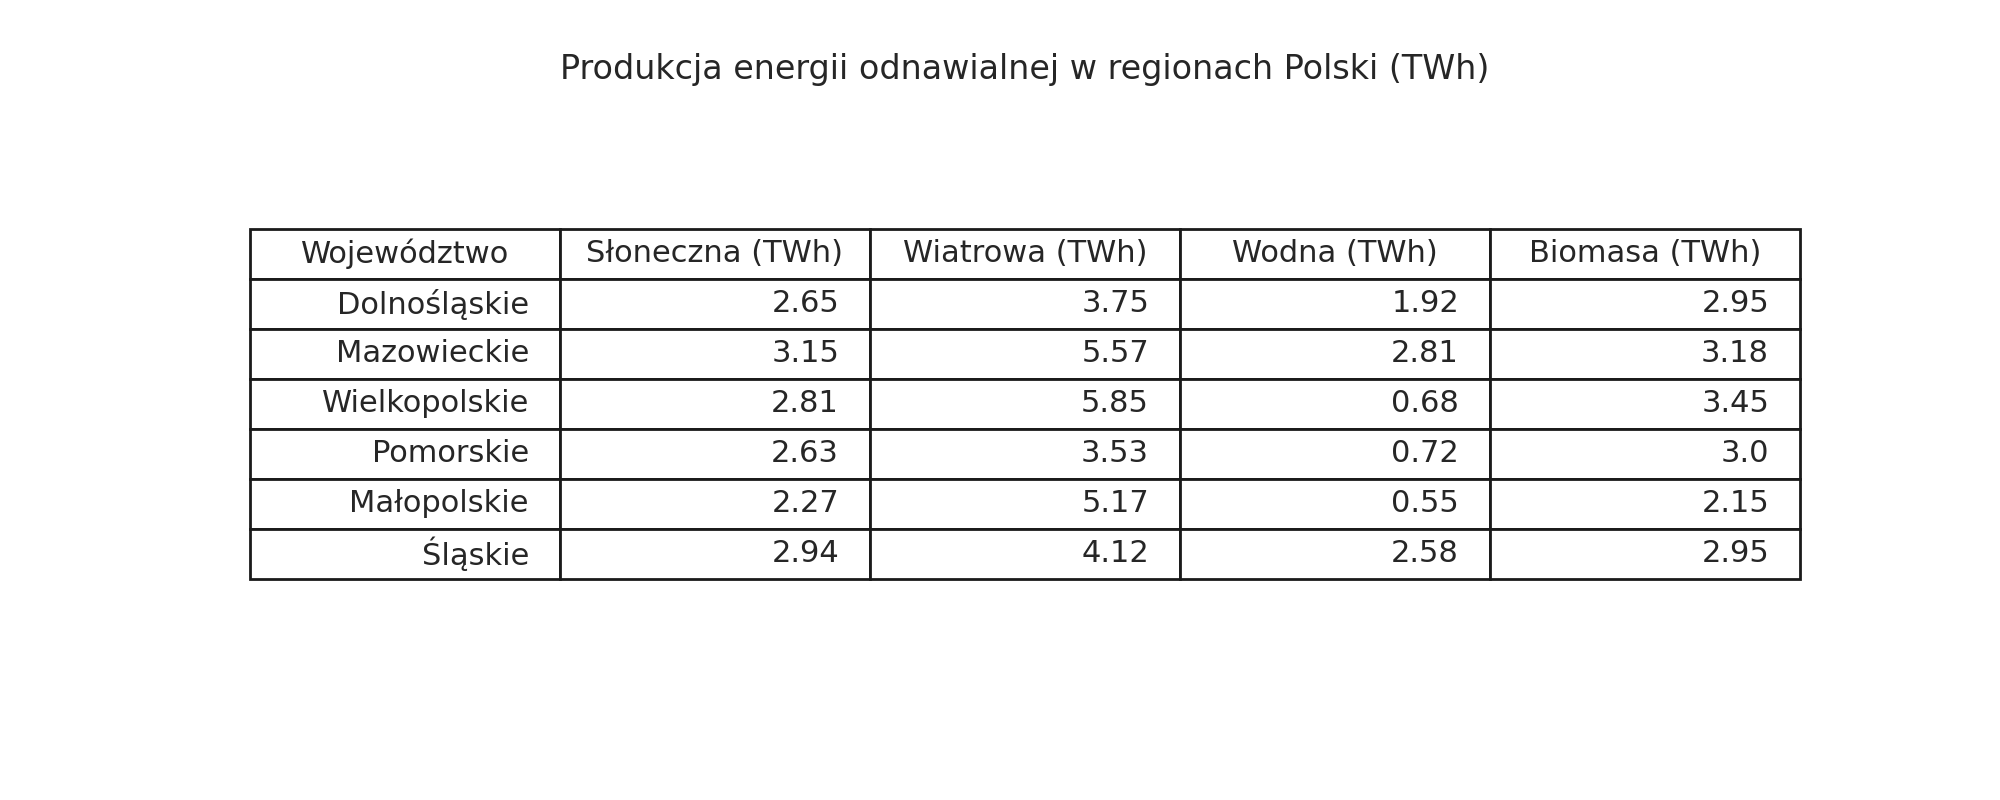 Produkcja energii odnawialnej w regionach Polski (TWh)
Województwo Słoneczna (TWh) Wiatrowa (TWh) Wodna (TWh) Biomasa (TWh)
Dolnośląskie 2.65 3.75 1.92 2.95
Mazowieckie 3.15 5.57 2.81 3.18
Wielkopolskie 2.81 5.85 0.68 3.45
Pomorskie 2.63 3.53 0.72 3.0
Małopolskie 2.27 5.17 0.55 2.15
Śląskie 2.94 4.12 2.58 2.95